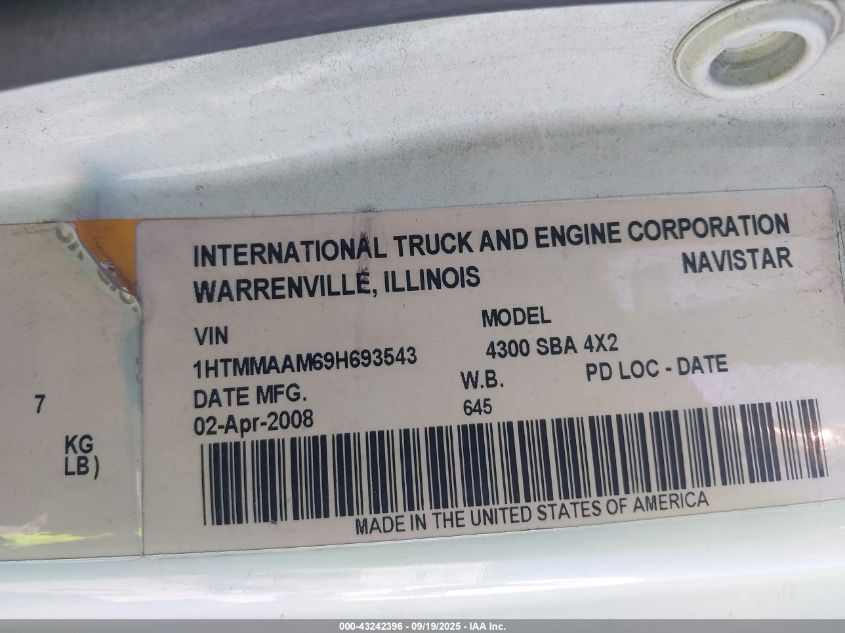 INTERNATIONAL TRUCK AND ENGINE CORPORATION
WARRENVILLE, ILLINOIS NAVISTAR
VIN MODEL
1HTMMAAM69H693543 4300 SBA 4X2
DATE MFG. W.B. PD LOC - DATE
02-Apr-2008 645
7
KG
LB)
MADE IN THE UNITED STATES OF AMERICA
000-43242396 - 09/19/2025 - IAA Inc.